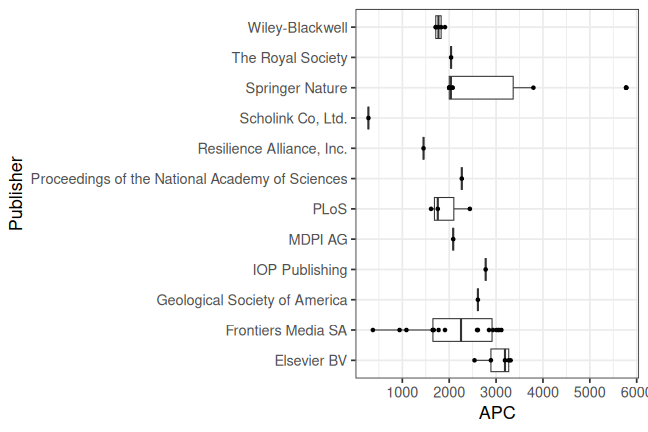 Publisher
Wiley-Blackwell
The Royal Society
Springer Nature
Scholink Co, Ltd.
Resilience Alliance, Inc.
Proceedings of the National Academy of Sciences
PLoS
MDPI AG
IOP Publishing
Geological Society of America
Frontiers Media SA
Elsevier BV
1000 2000 3000 4000 5000 6000
APC